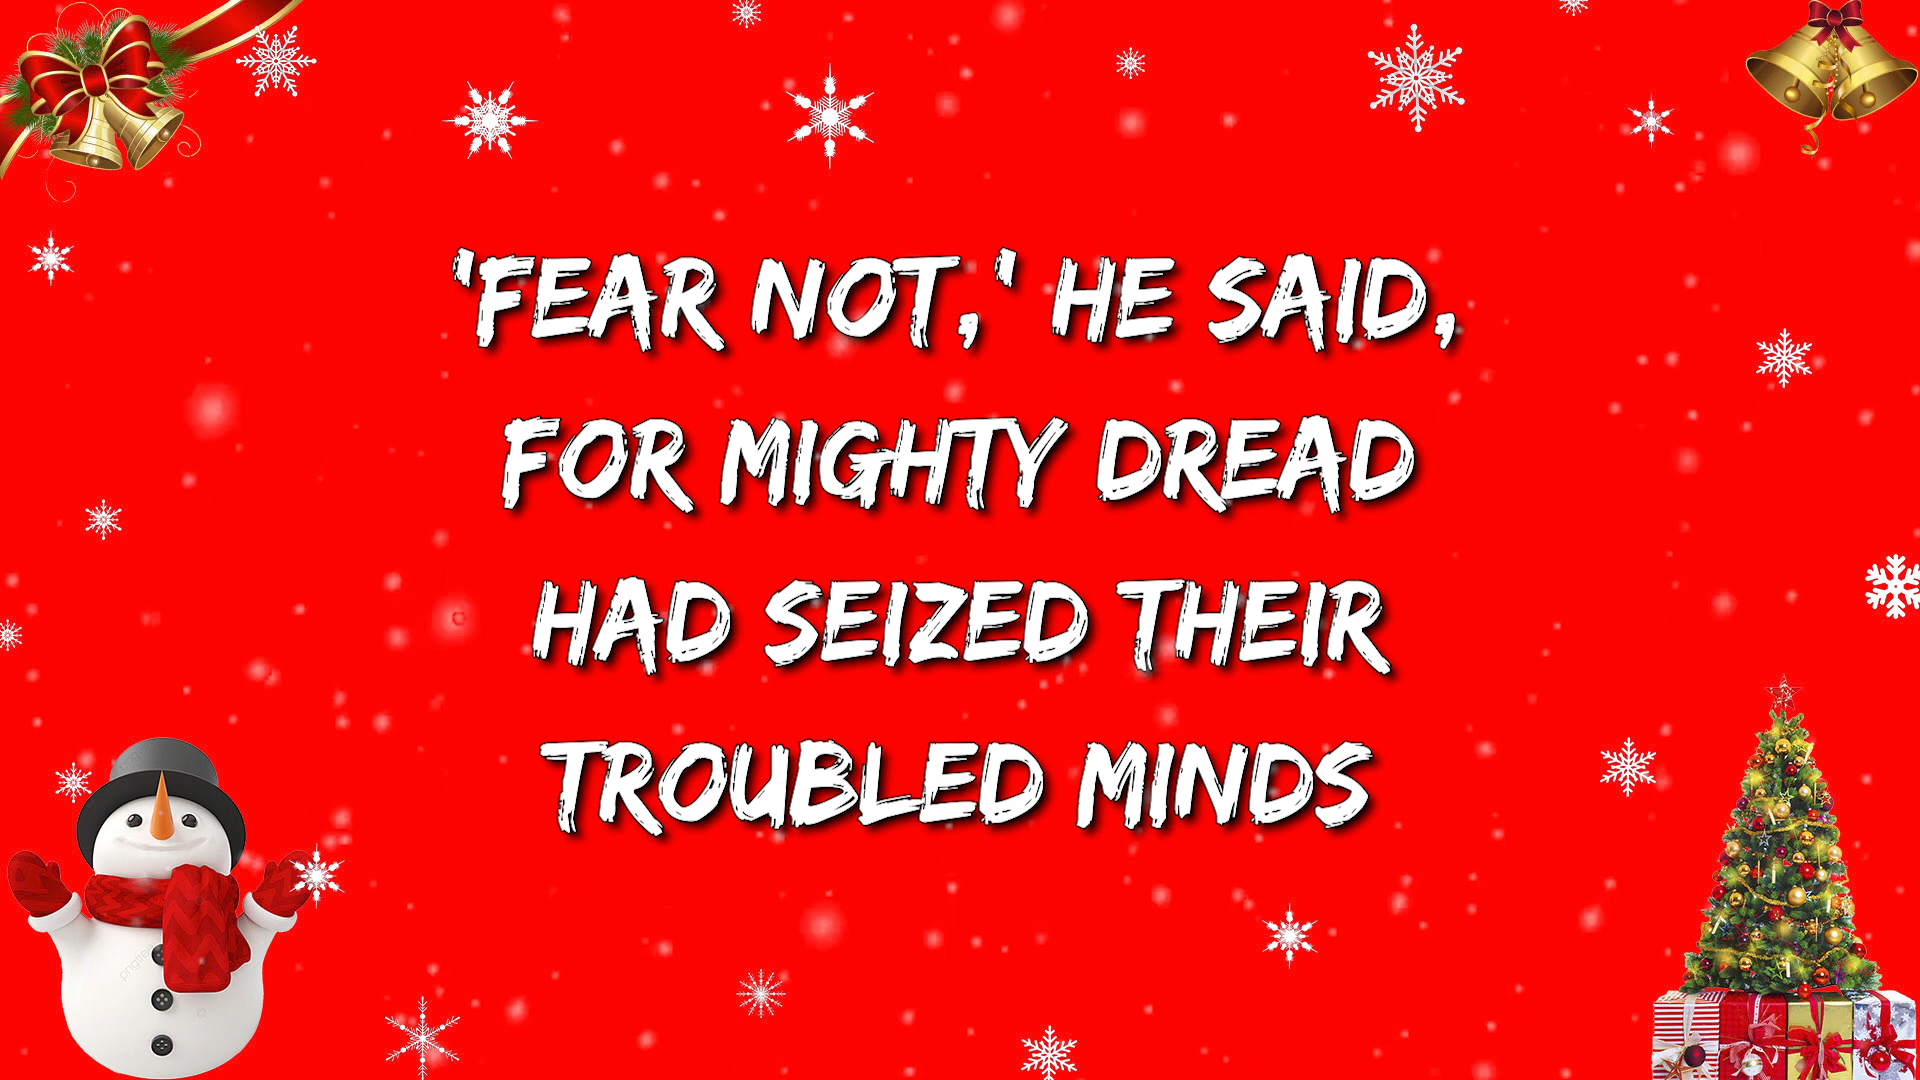 'FEAR NOT,' HE SAID,
FOR MIGHTY DREAD
HAD SEIZED THEIR
TROUBLED MINDS